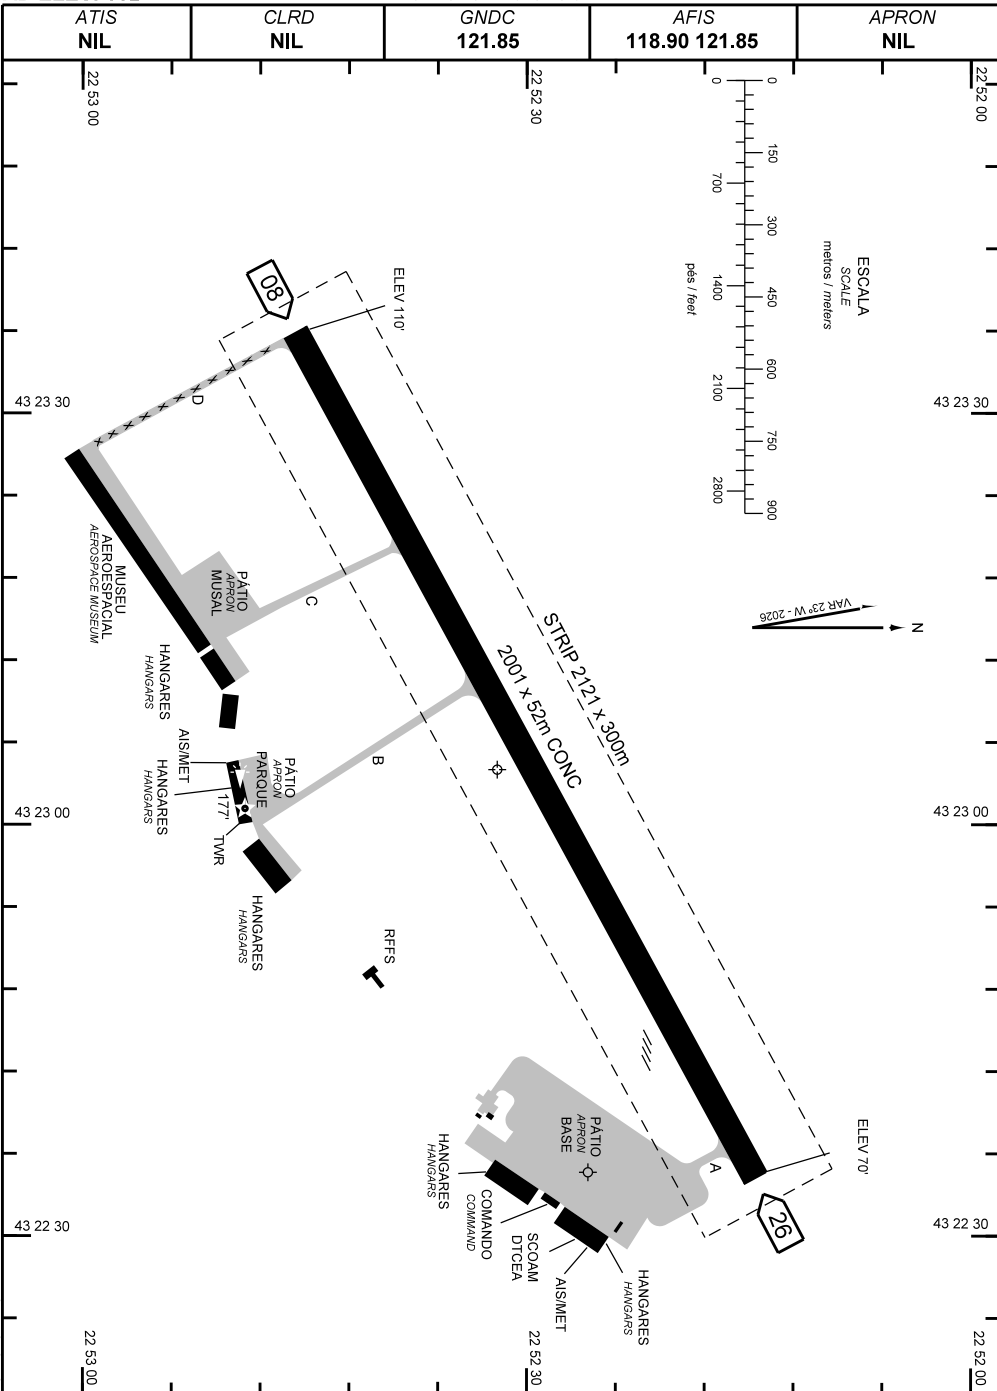 ATIS
NIL
CLRD
NIL
GNDC
121.85
AFIS
118.90 121.85
APRON
NIL
22 53 00
22 52 30
22 52 00
0
150
300
450
600
750
900
0
700
1400
2100
2800
pés / feet
ESCALA
SCALE
metros / meters
08
ELEV 110'
43 23 30
43 23 30
D
MUSEU
AEROESPACIAL
AEROSPACE MUSEUM
PÁTIO
APRON
MUSAL
C
VAR 23° W - 2026
N
STRIP 2121 x 300m
2001 x 52m CONC
HANGARES
HANGARS
AIS/MET
HANGARES
HANGARS
PÁTIO
APRON
PARQUE
177'
TWR
B
43 23 00
43 23 00
HANGARES
HANGARS
RFFS
PÁTIO
APRON
BASE
A
ELEV 70'
26
HANGARES
HANGARS
COMANDO
COMMAND
SCOAM
DTCEA
AIS/MET
HANGARES
HANGARS
43 22 30
43 22 30
22 53 00
22 52 30
22 52 00